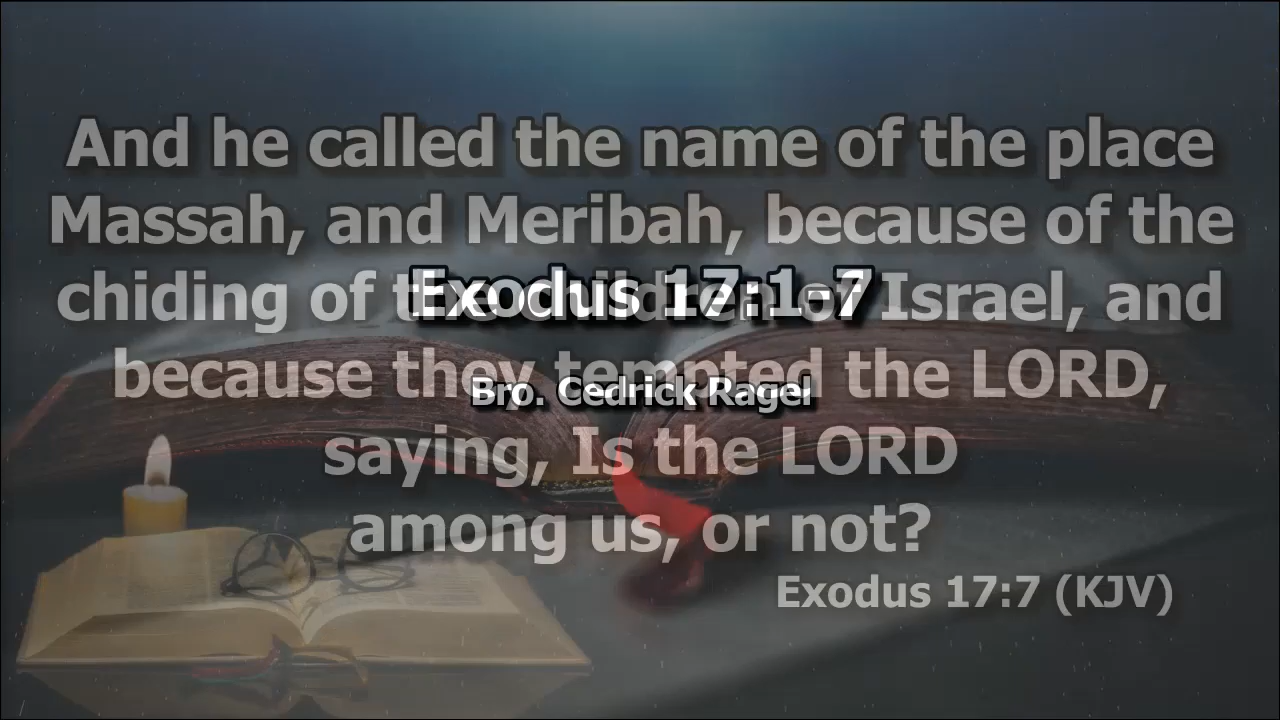 And he called the name of the place
Massah, and Meribah, because of the
chiding of the children of Israel, and
because they tempted the LORD,
saying, Is the LORD
among us, or not?
Exodus 17:7 (KJV)
Exodus 17:1-7
Bro. Cedrick Ragel